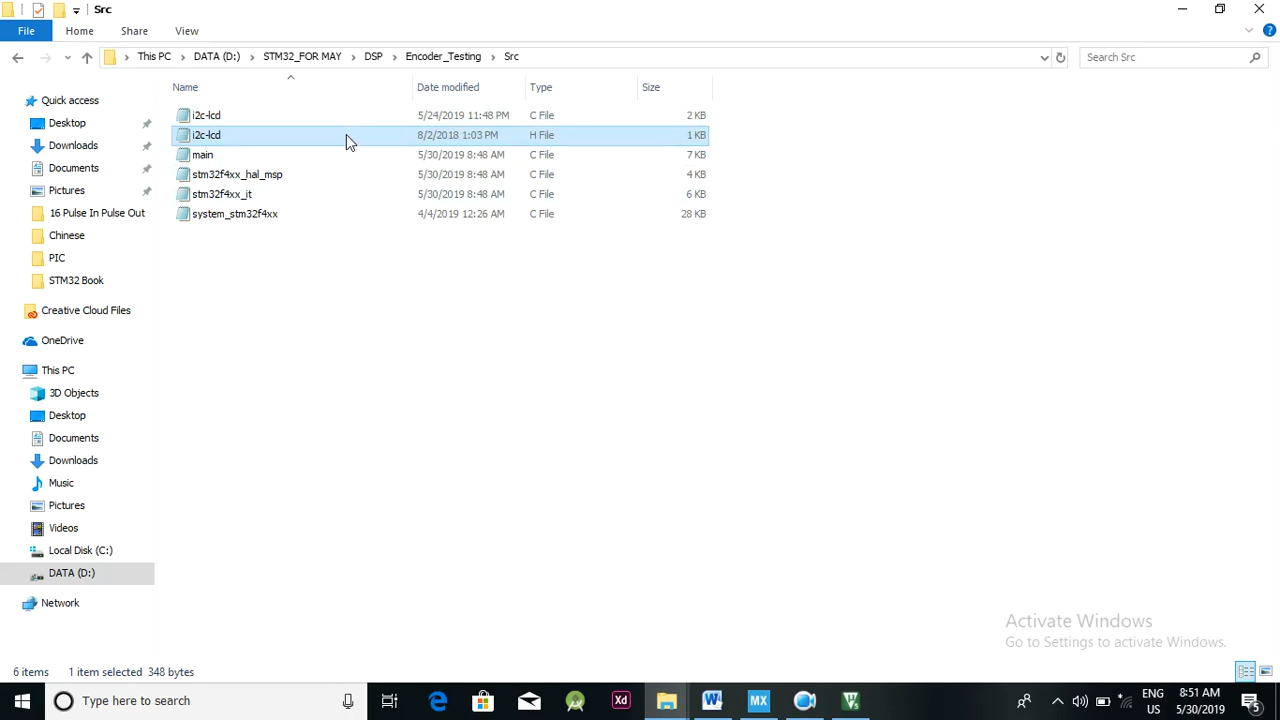 Src
File Home Share View
This PC DATA (D:) STM32_FOR MAY DSP Encoder_Testing Src Search Src
Name Date modified Type Size
Quick access
Desktop
Downloads
Documents
Pictures
16 Pulse In Pulse Out
Chinese
PIC
STM32 Book
Creative Cloud Files
OneDrive
This PC
3D Objects
Desktop
Documents
Downloads
Music
Pictures
Videos
Local Disk (C:)
DATA (D:)
Network
i2c-lcd 5/24/2019 11:48 PM C File 2 KB
i2c-lcd 8/2/2018 1:03 PM H File 1 KB
main 5/30/2019 8:48 AM C File 7 KB
stm32f4xx_hal_msp 5/30/2019 8:48 AM C File 4 KB
stm32f4xx_it 5/30/2019 8:48 AM C File 6 KB
system_stm32f4xx 4/4/2019 12:26 AM C File 28 KB
Activate Windows
Go to Settings to activate Windows.
6 items 1 item selected 348 bytes
Type here to search
Xd
W
MX
V5
ENG
US
8:51 AM
5/30/2019
5